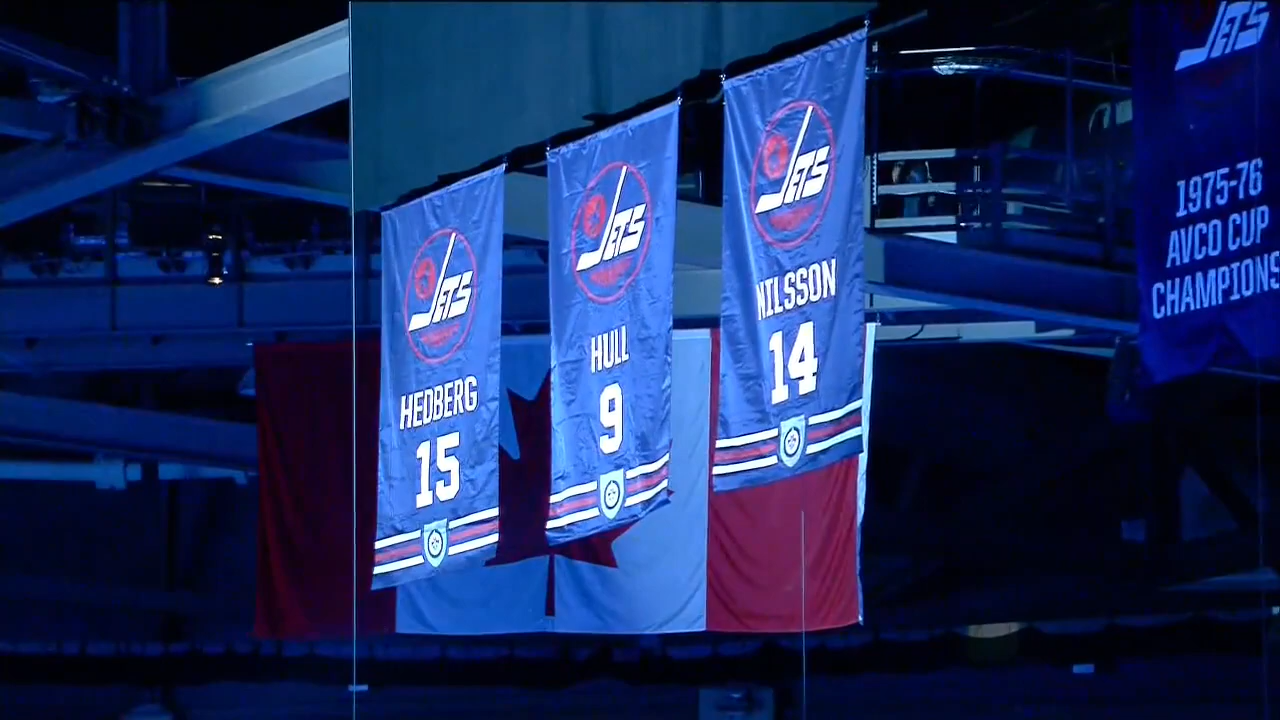 JETS
HEDBERG
15
JETS
HULL
9
JETS
NILSSON
14
JETS
1975-76
AVCO CUP
CHAMPIONS